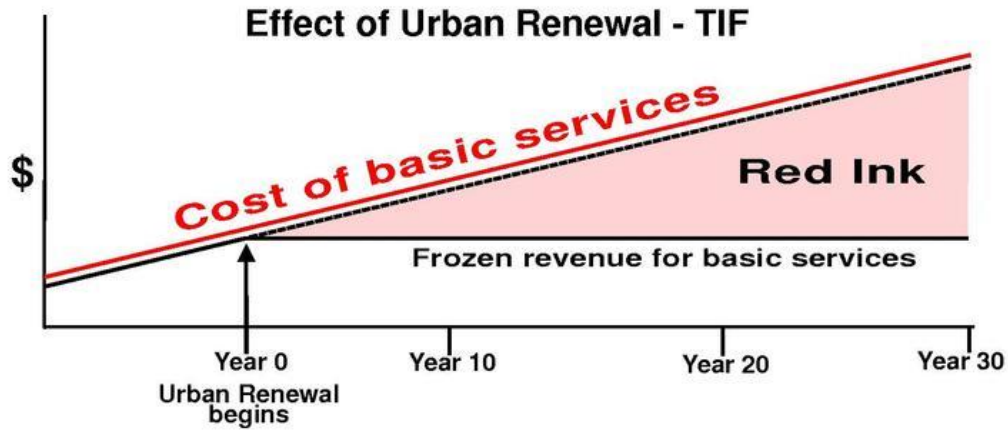 Effect of Urban Renewal - TIF
Cost of basic services
$
Red Ink
Frozen revenue for basic services
Year 0
Year 10
Year 20
Year 30
Urban Renewal
begins